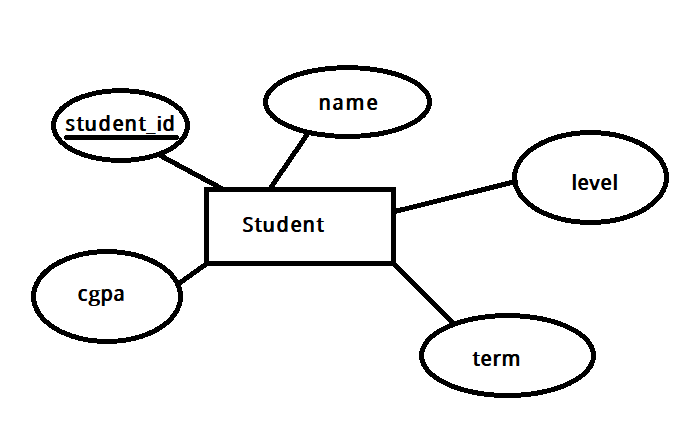 name
student_id
level
Student
cgpa
term